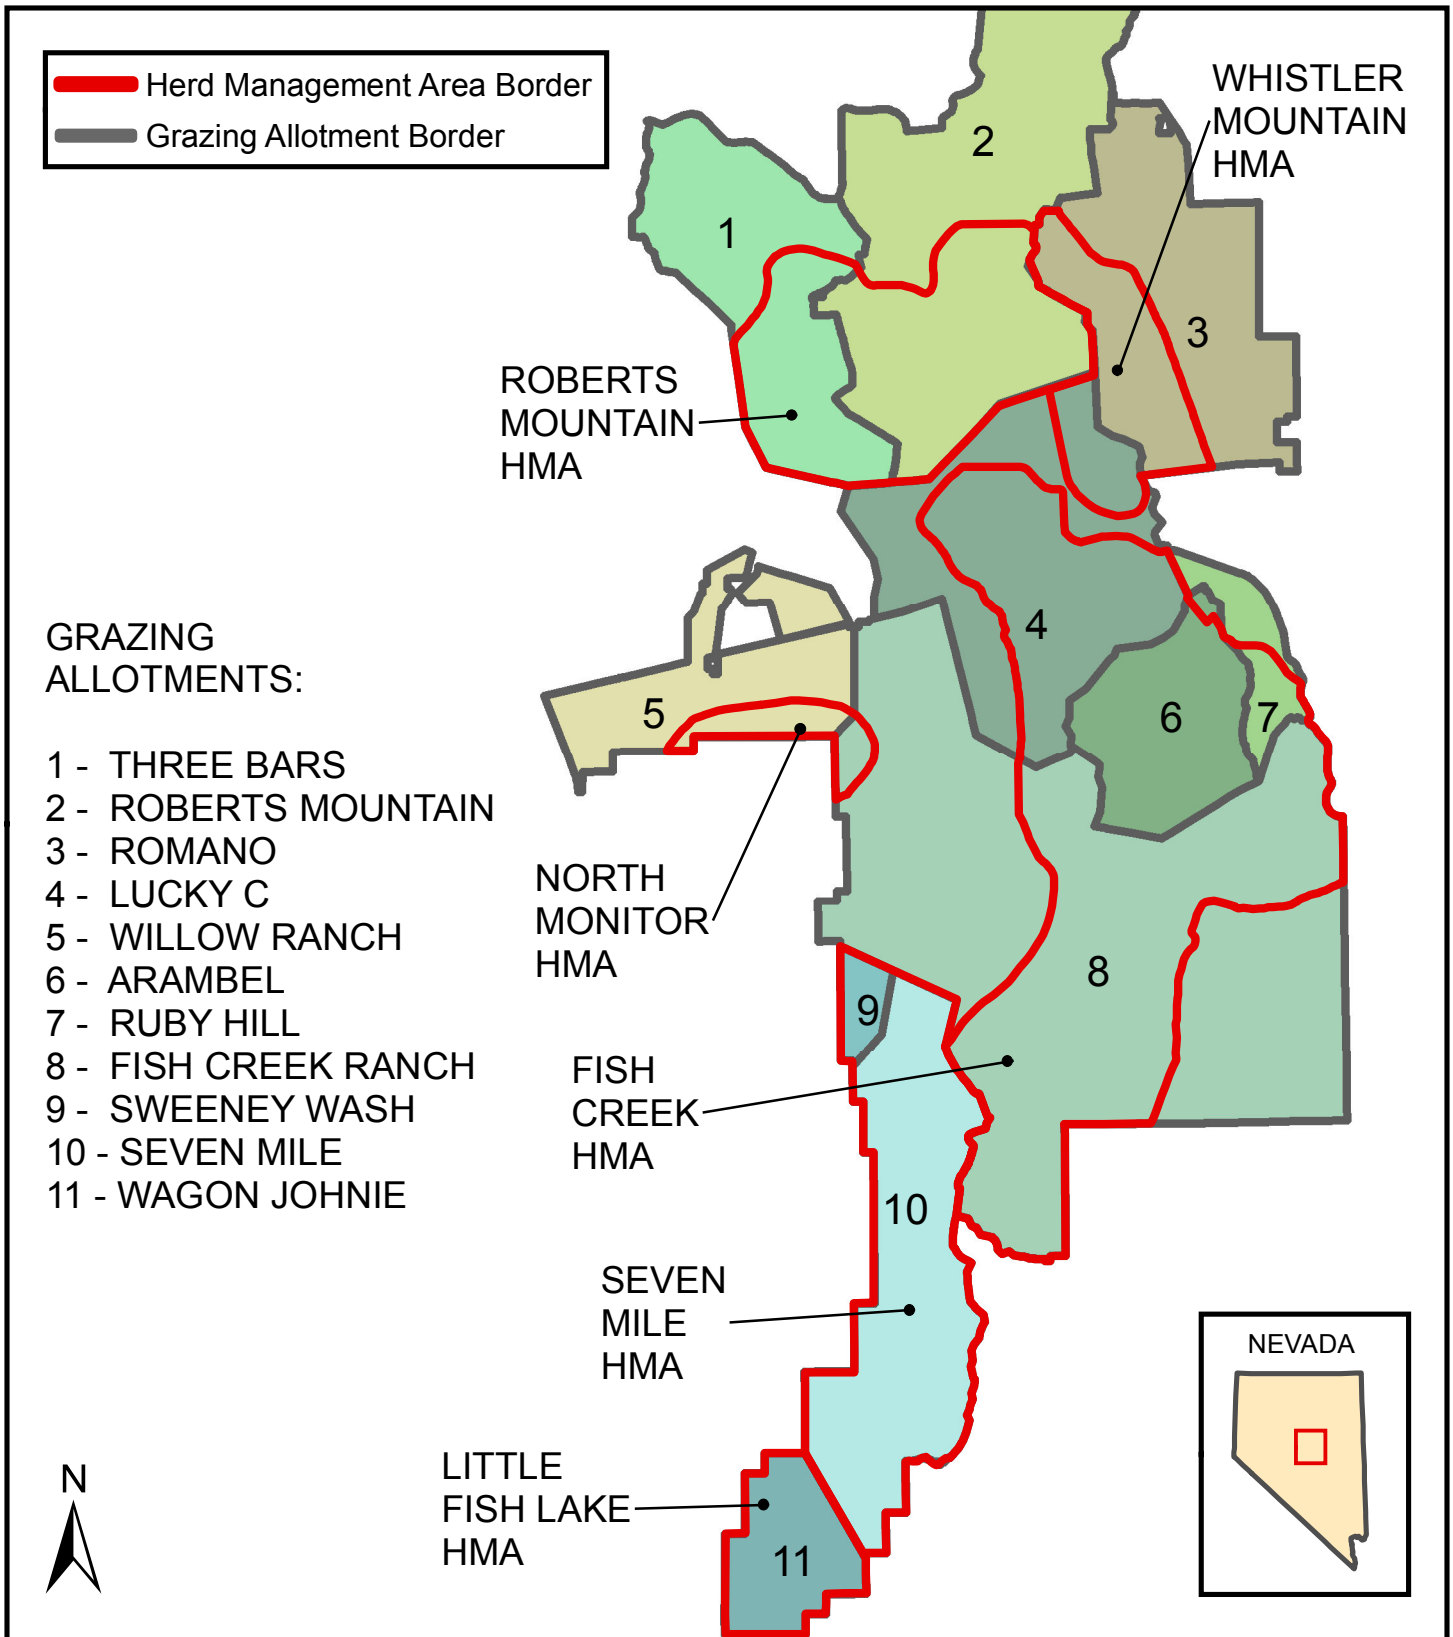 Herd Management Area Border
Grazing Allotment Border
WHISTLER
MOUNTAIN
HMA
2
1
3
ROBERTS
MOUNTAIN
HMA
GRAZING
ALLOTMENTS:
1 - THREE BARS
2 - ROBERTS MOUNTAIN
3 - ROMANO
4 - LUCKY C
5 - WILLOW RANCH
6 - ARAMBEL
7 - RUBY HILL
8 - FISH CREEK RANCH
9 - SWEENEY WASH
10 - SEVEN MILE
11 - WAGON JOHNIE
4
5
6
7
NORTH
MONITOR
HMA
8
9
FISH
CREEK
HMA
10
SEVEN
MILE
HMA
NEVADA
LITTLE
FISH LAKE
HMA
11
N